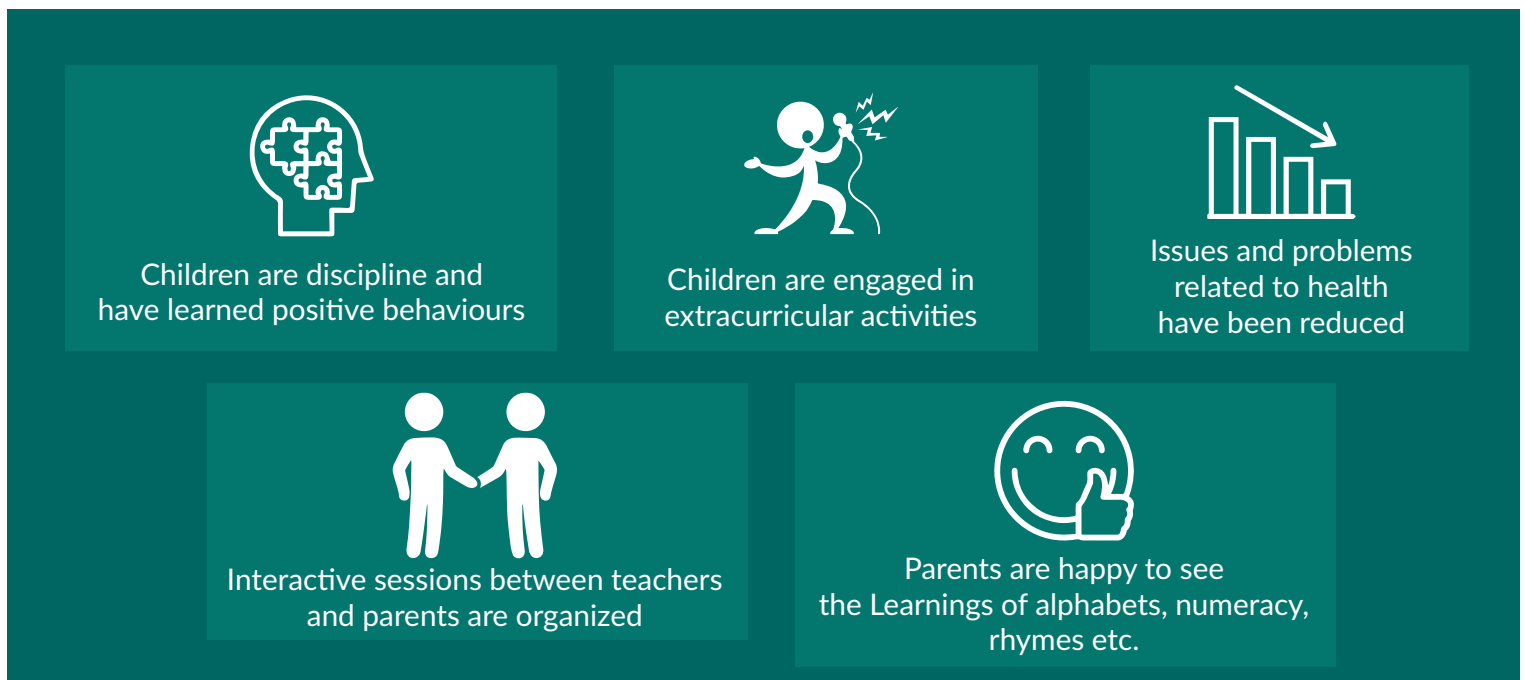 Children are discipline and
have learned positive behaviours
Children are engaged in
extracurricular activities
Issues and problems
related to health
have been reduced
Interactive sessions between teachers
and parents are organized
Parents are happy to see
the Learnings of alphabets, numeracy,
rhymes etc.